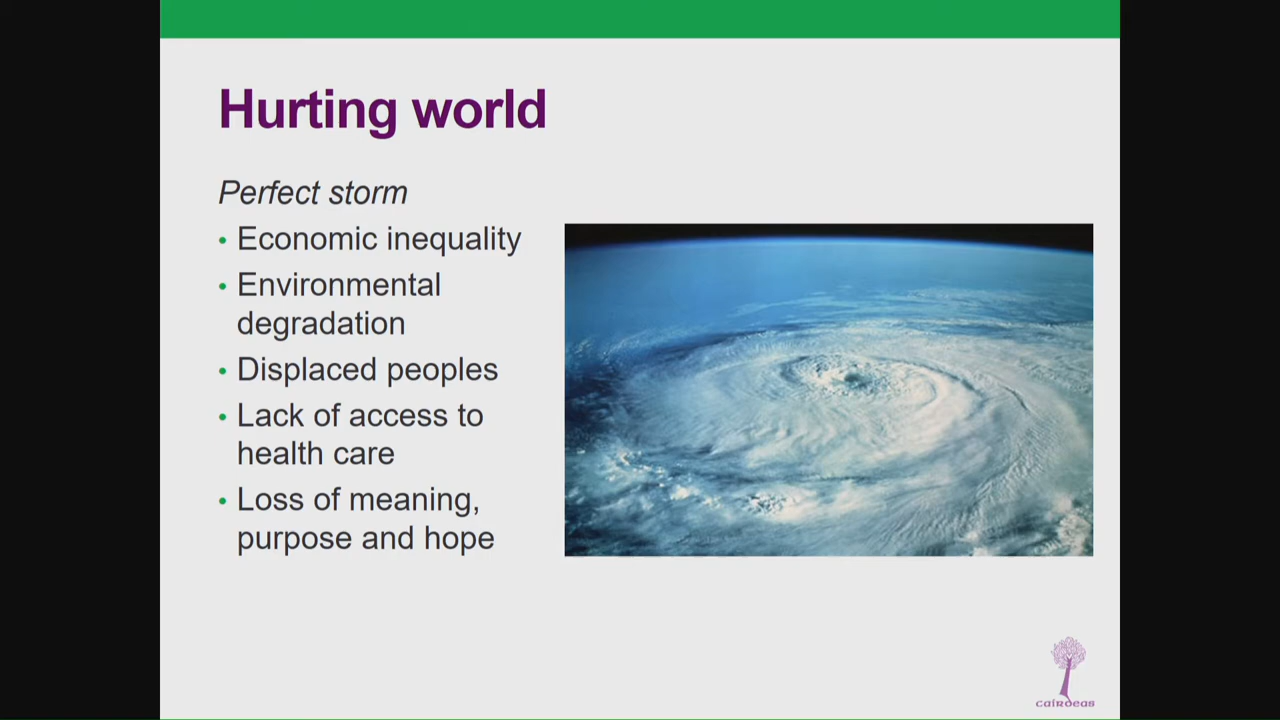 Hurting world
Perfect storm
• Economic inequality
• Environmental
degradation
• Displaced peoples
• Lack of access to
health care
• Loss of meaning,
purpose and hope
cairdeas